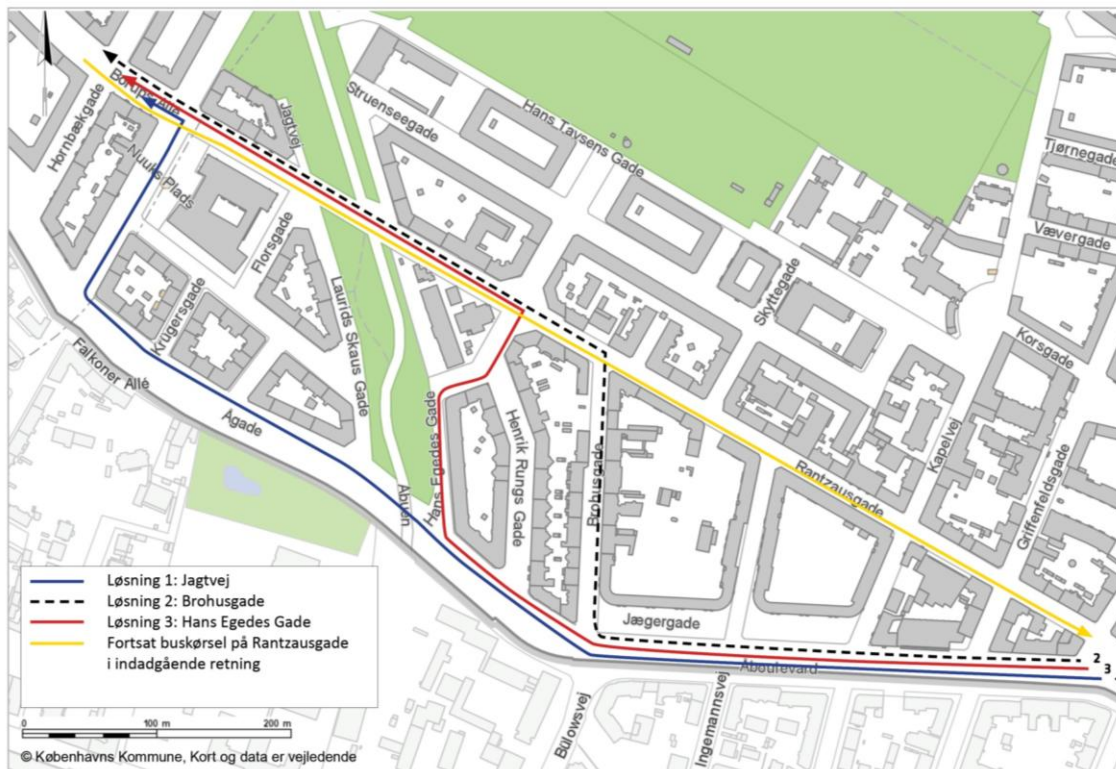 Borups Allé
Hornbækgade
Nuuks Plads
Jagtvej
Struenseegade
Hans Tavsens Gade
Tjørnegade
Vævergade
Florsgade
Krügersgade
Laurids Skaus Gade
Skyttegade
Korsgade
Falkoner Allé
Ågade
Åbuen
Hans Egedes Gade
Henrik Rungs Gade
Brohusgade
Rantzausgade
Kapelvej
Griffenfeldsgade
Jægergade
Åboulevard
Bülowsvej
Ingemannsvej
2
3
Løsning 1: Jagtvej
Løsning 2: Brohusgade
Løsning 3: Hans Egedes Gade
Fortsat buskørsel på Rantzausgade
i indadgående retning
0 100 m 200 m
© Københavns Kommune, Kort og data er vejledende